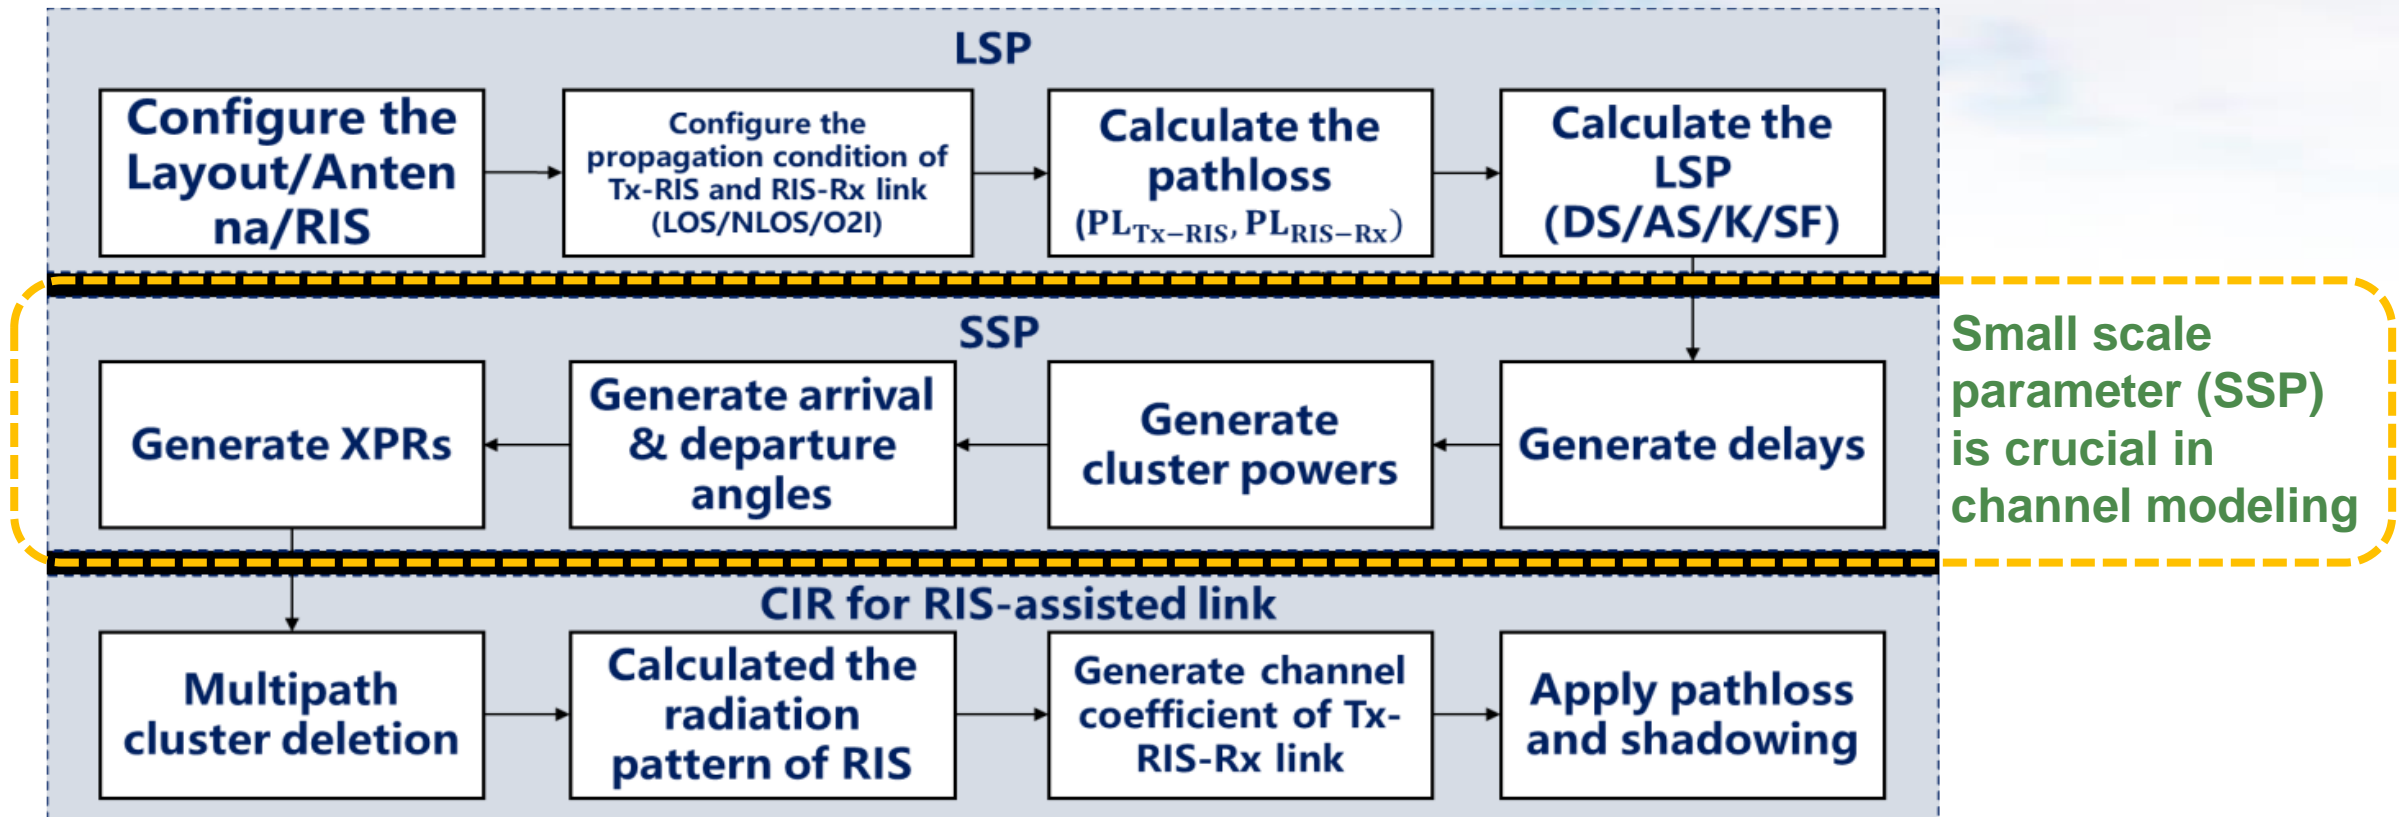 LSP
Configure the
Layout/Anten
na/RIS
Configure the
propagation condition of
Tx-RIS and RIS-Rx link
(LOS/NLOS/O2I)
Calculate the
pathloss
(PL_Tx−RIS, PL_RIS−Rx)
Calculate the
LSP
(DS/AS/K/SF)
SSP
Generate XPRs
Generate arrival
& departure
angles
Generate
cluster powers
Generate delays
Small scale
parameter (SSP)
is crucial in
channel modeling
CIR for RIS-assisted link
Multipath
cluster deletion
Calculated the
radiation
pattern of RIS
Generate channel
coefficient of Tx-
RIS-Rx link
Apply pathloss
and shadowing